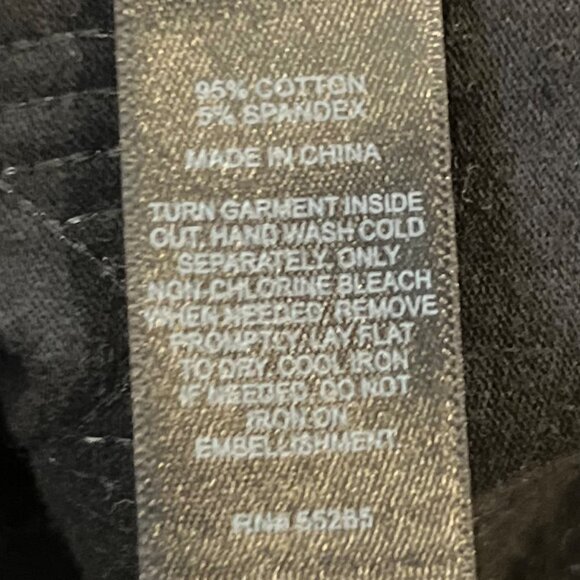 95% COTTON
5% SPANDEX
MADE IN CHINA
TURN GARMENT INSIDE
OUT, HAND WASH COLD
SEPARATELY, ONLY
NON-CHLORINE BLEACH
WHEN NEEDED, REMOVE
PROMPTLY, LAY FLAT
TO DRY, COOL IRON
IF NEEDED, DO NOT
IRON ON
EMBELLISHMENT
RN# 55285